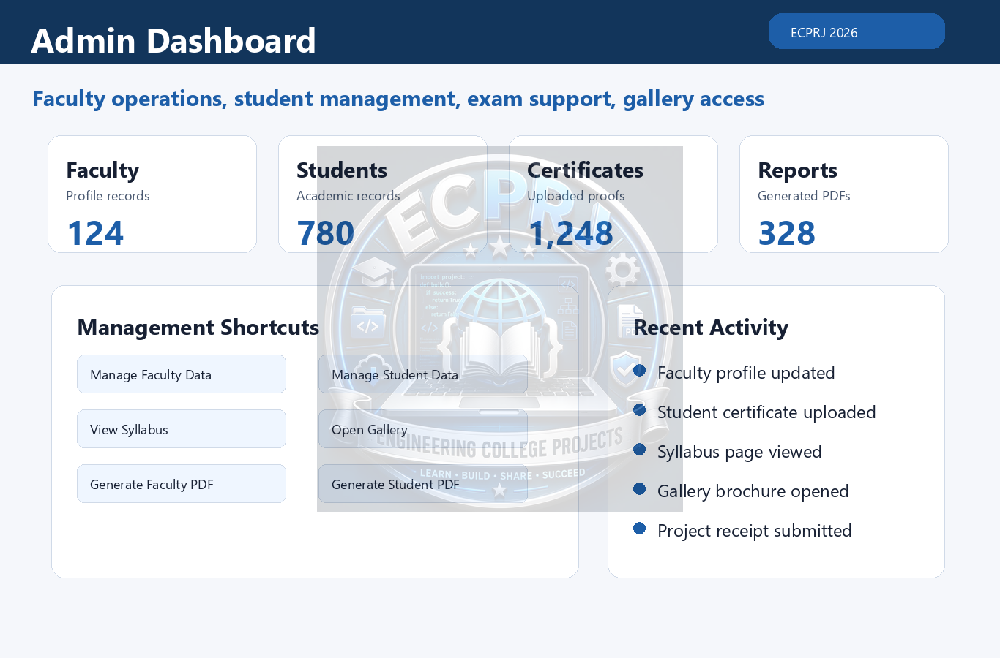 Admin Dashboard
ECPRJ 2026
Faculty operations, student management, exam support, gallery access
Faculty
Profile records
124
Students
Academic records
780
Certificates
Uploaded proofs
1,248
Reports
Generated PDFs
328
ECPRJ
import project:
if success:
return True
else:
return False
</>
</>
</>
Management Shortcuts
Manage Faculty Data
Manage Student Data
View Syllabus
Open Gallery
Generate Faculty PDF
Generate Student PDF
ENGINEERING COLLEGE PROJECTS
• LEARN • BUILD • SHARE • SUCCEED
Recent Activity
Faculty profile updated
Student certificate uploaded
Syllabus page viewed
Gallery brochure opened
Project receipt submitted